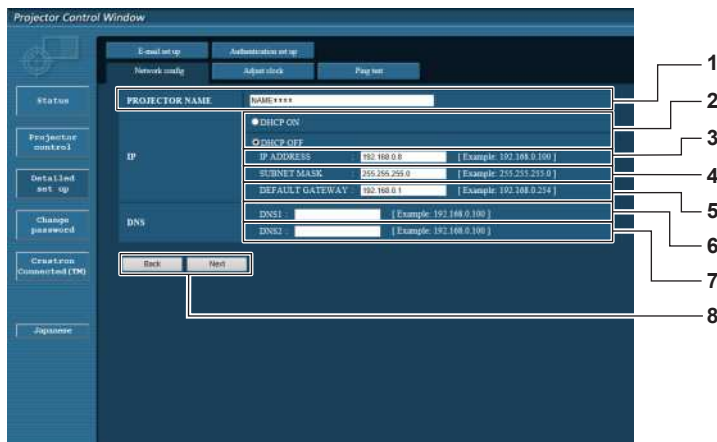 Projector Control Window
E-mail set up
Authentication set up
Network config
Adjust clock
Ping test
Status
Projector control
Detailed set up
Change password
Crestron Connected(TM)
Japanese
PROJECTOR NAME
NAME****
IP
DHCP ON
DHCP OFF
IP ADDRESS : 192.168.0.8 [ Example: 192.168.0.100 ]
SUBNET MASK : 255.255.255.0 [ Example: 255.255.255.0 ]
DEFAULT GATEWAY : 192.168.0.1 [ Example: 192.168.0.254 ]
DNS
DNS1 : [ Example: 192.168.0.100 ]
DNS2 : [ Example: 192.168.0.100 ]
Back
Next
1
2
3
4
5
6
7
8